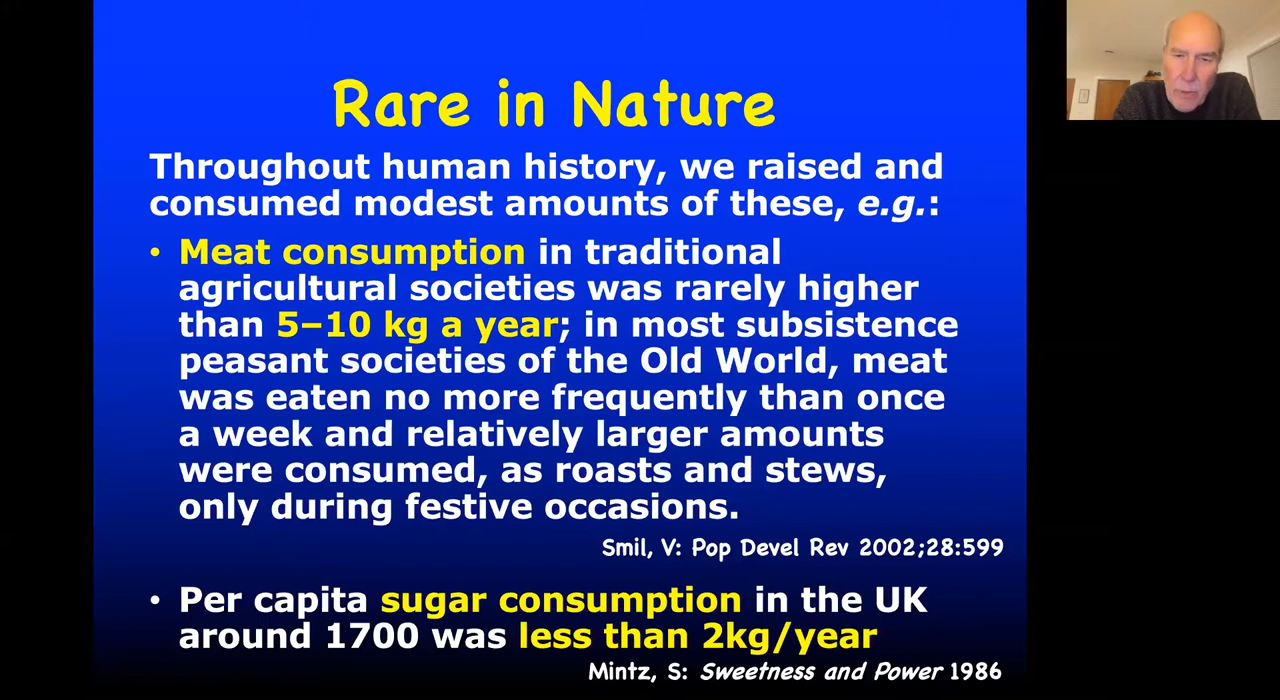 Rare in Nature
Throughout human history, we raised and
consumed modest amounts of these, e.g.:
• Meat consumption in traditional
agricultural societies was rarely higher
than 5–10 kg a year; in most subsistence
peasant societies of the Old World, meat
was eaten no more frequently than once
a week and relatively larger amounts
were consumed, as roasts and stews,
only during festive occasions.
Smil, V: Pop Devel Rev 2002;28:599
• Per capita sugar consumption in the UK
around 1700 was less than 2kg/year
Mintz, S: Sweetness and Power 1986